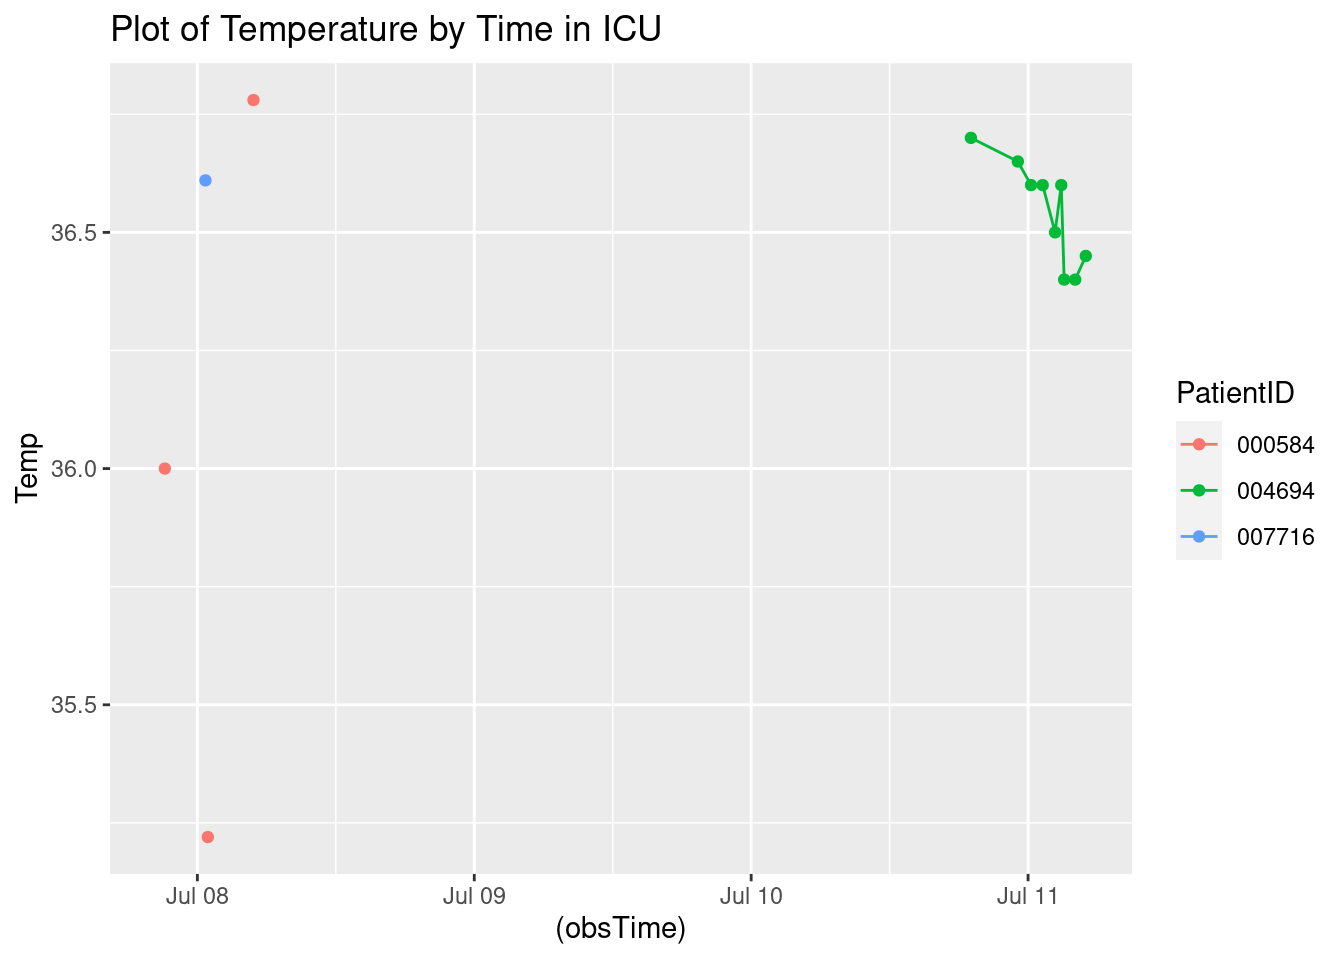 Plot of Temperature by Time in ICU
36.5
36.0
35.5
Temp
Jul 08
Jul 09
Jul 10
Jul 11
(obsTime)
PatientID
000584
004694
007716